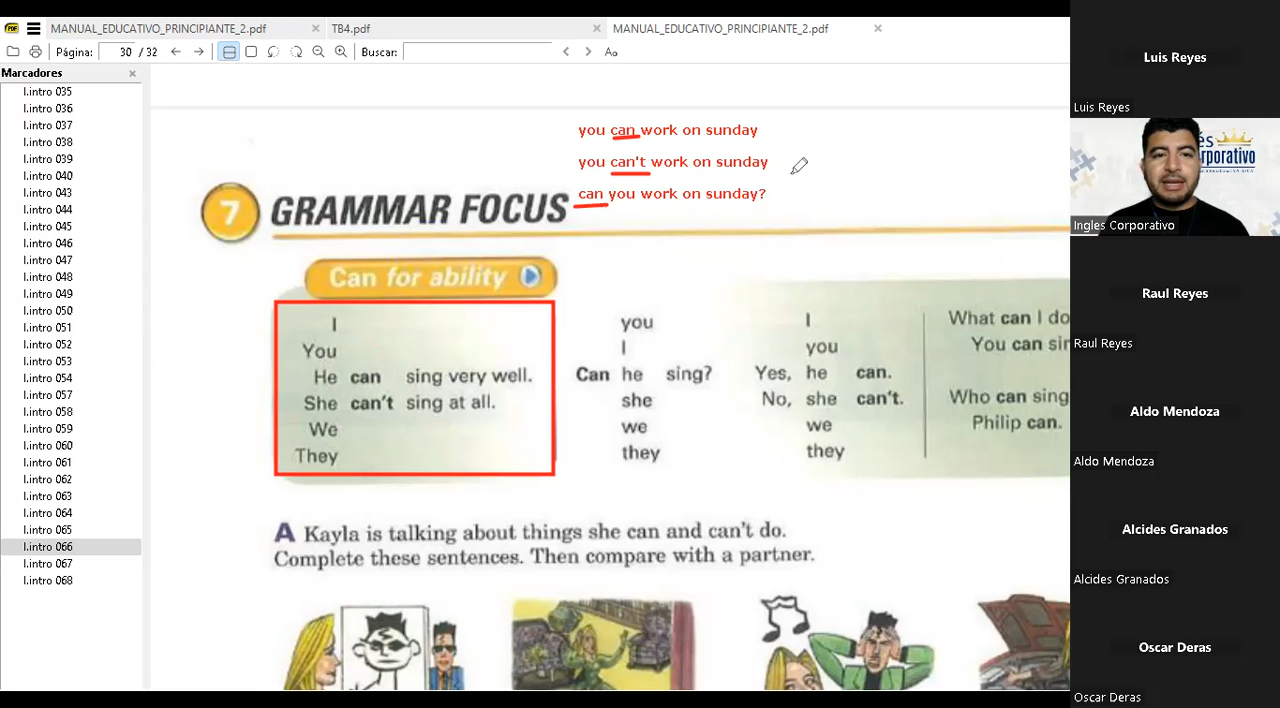 MANUAL_EDUCATIVO_PRINCIPIANTE_2.pdf
TB4.pdf
MANUAL_EDUCATIVO_PRINCIPIANTE_2.pdf
Página: 30 / 32
Buscar:
Marcadores
I.intro 035
I.intro 036
I.intro 037
I.intro 038
I.intro 039
I.intro 040
I.intro 043
I.intro 044
I.intro 045
I.intro 046
I.intro 047
I.intro 048
I.intro 049
I.intro 050
I.intro 051
I.intro 052
I.intro 053
I.intro 054
I.intro 057
I.intro 058
I.intro 059
I.intro 060
I.intro 061
I.intro 062
I.intro 063
I.intro 064
I.intro 065
I.intro 066
I.intro 067
I.intro 068
you can work on sunday
you can't work on sunday
can you work on sunday?
7 GRAMMAR FOCUS
Can for ability
I
You
He can sing very well.
She can't sing at all.
We
They
you
I
Can he sing?
she
we
they
I
you
Yes, he can.
No, she can't.
we
they
What can I do
You can sin
Who can sing
Philip can.
A Kayla is talking about things she can and can't do.
Complete these sentences. Then compare with a partner.
Luis Reyes
Luis Reyes
orporativo
Ingles Corporativo
Raul Reyes
Raul Reyes
Aldo Mendoza
Aldo Mendoza
Alcides Granados
Alcides Granados
Oscar Deras
Oscar Deras